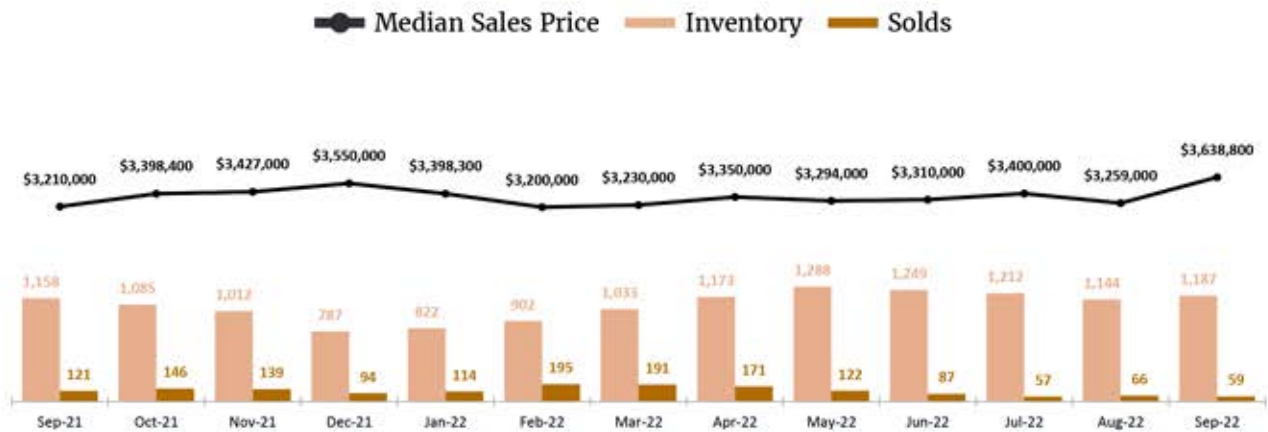 Median Sales Price Inventory Solds
$3,210,000 $3,398,400 $3,427,000 $3,550,000 $3,398,300 $3,200,000 $3,230,000 $3,350,000 $3,294,000 $3,310,000 $3,400,000 $3,259,000 $3,638,800
1,158 1,085 1,012 787 822 902 1,033 1,173 1,288 1,249 1,212 1,144 1,187
121 146 139 94 114 195 191 171 122 87 57 66 59
Sep-21 Oct-21 Nov-21 Dec-21 Jan-22 Feb-22 Mar-22 Apr-22 May-22 Jun-22 Jul-22 Aug-22 Sep-22